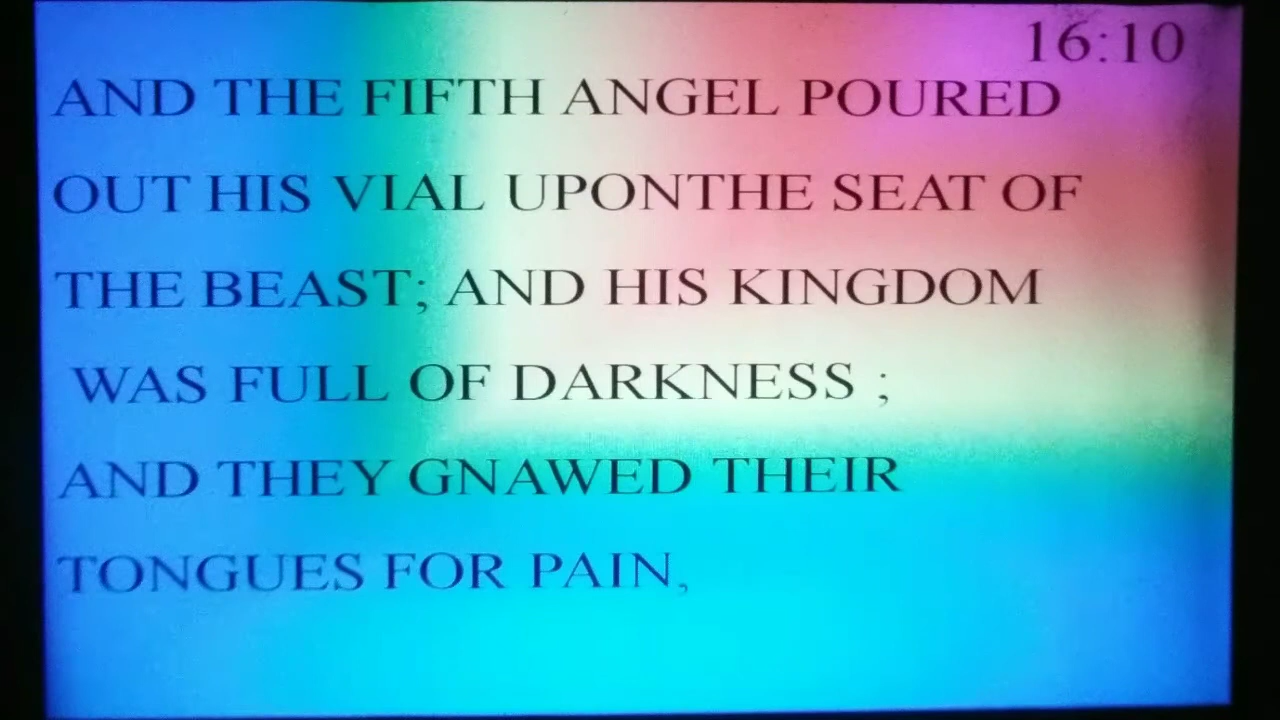 16:10
AND THE FIFTH ANGEL POURED
OUT HIS VIAL UPONTHE SEAT OF
THE BEAST; AND HIS KINGDOM
WAS FULL OF DARKNESS ;
AND THEY GNAWED THEIR
TONGUES FOR PAIN,